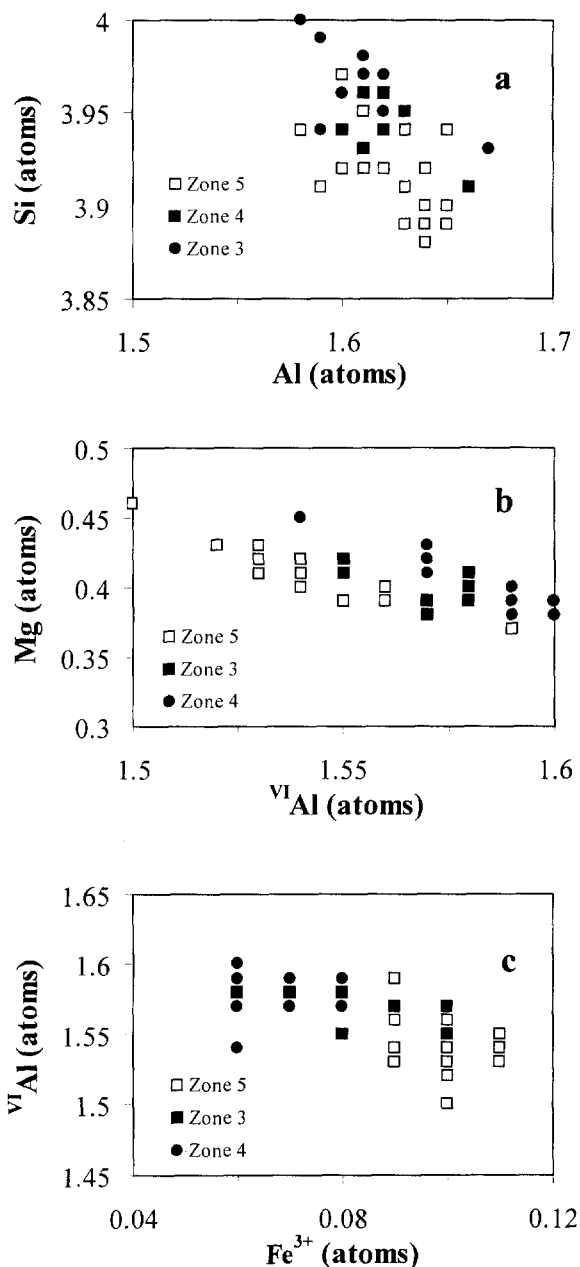 4
a
3.95
Si (atoms)
3.9
□ Zone 5
■ Zone 4
● Zone 3
3.85
1.5 1.6 1.7
Al (atoms)
0.5
b
0.45
Mg (atoms)
0.4
0.35
□ Zone 5
■ Zone 3
● Zone 4
0.3
1.5 1.55 1.6
VIAl (atoms)
1.65
c
1.6
VIAl (atoms)
1.55
1.5
□ Zone 5
■ Zone 3
● Zone 4
1.45
0.04 0.08 0.12
Fe3+ (atoms)